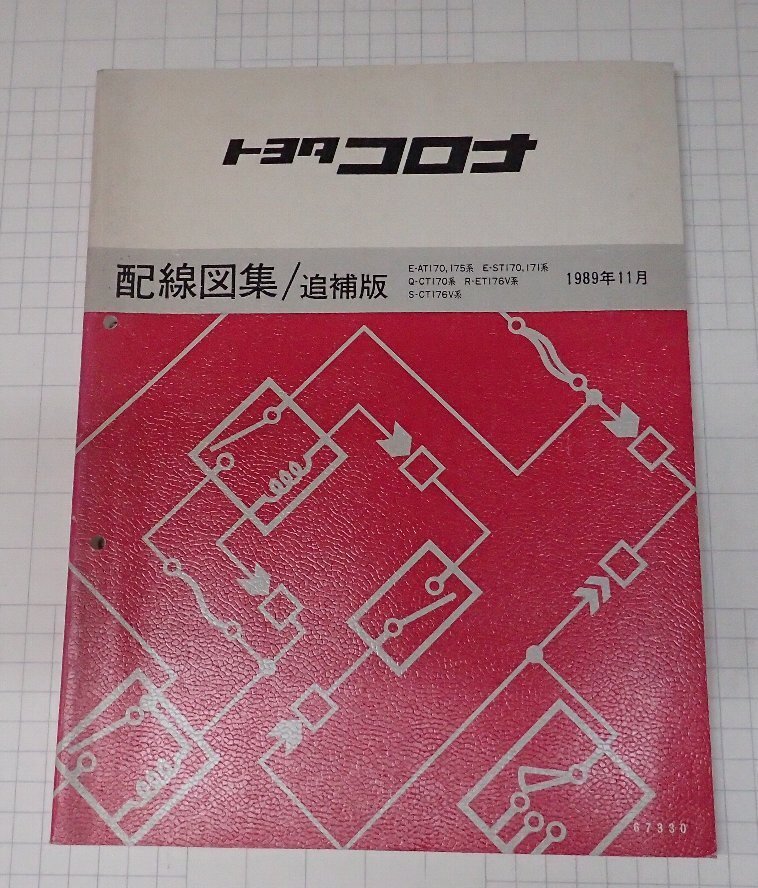 トヨタ コロナ
配線図集/追補版
E-AT170,175系 E-ST170,171系
Q-CT170系 R-ET176V系
S-CT176V系
1989年11月
67330